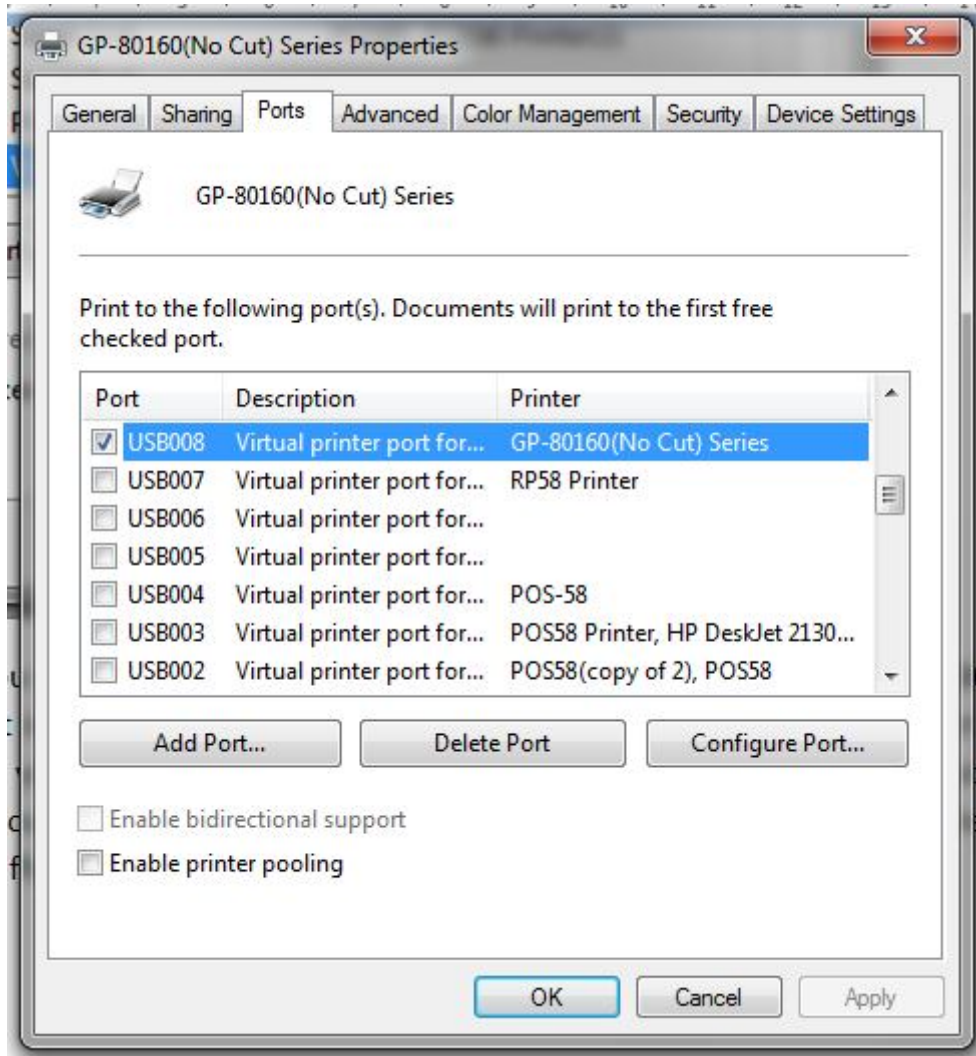 GP-80160(No Cut) Series Properties
General Sharing Ports Advanced Color Management Security Device Settings
GP-80160(No Cut) Series
Print to the following port(s). Documents will print to the first free
checked port.
Port Description Printer
USB008 Virtual printer port for... GP-80160(No Cut) Series
USB007 Virtual printer port for... RP58 Printer
USB006 Virtual printer port for...
USB005 Virtual printer port for...
USB004 Virtual printer port for... POS-58
USB003 Virtual printer port for... POS58 Printer, HP DeskJet 2130...
USB002 Virtual printer port for... POS58(copy of 2), POS58
Add Port... Delete Port Configure Port...
Enable bidirectional support
Enable printer pooling
OK Cancel Apply